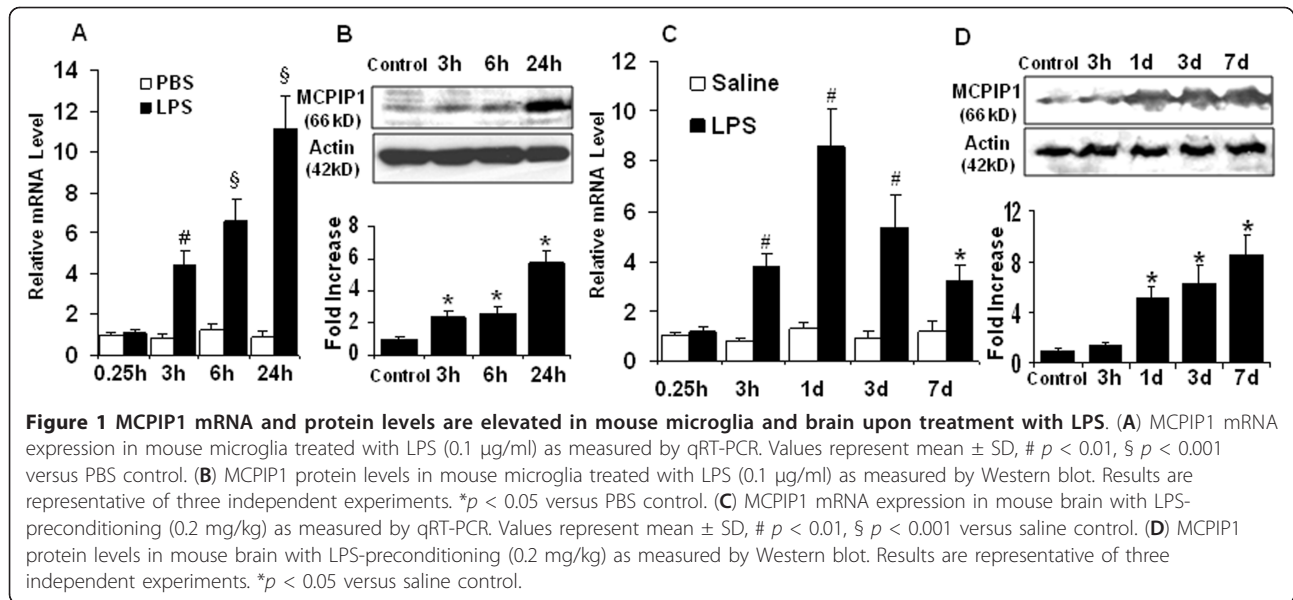 A
Relative mRNA Level
14
12
10
8
6
4
2
0
PBS
LPS
#
§
§
0.25h 3h 6h 24h
B
Control 3h 6h 24h
MCPIP1
(66 kD)
Actin
(42kD)
Fold Increase
8
6
4
2
0
* * *
Control 3h 6h 24h
C
Relative mRNA Level
12
10
8
6
4
2
0
Saline
LPS
#
#
#
*
0.25h 3h 1d 3d 7d
D
Control 3h 1d 3d 7d
MCPIP1
(66 kD)
Actin
(42kD)
Fold Increase
12
8
4
0
* * *
Control 3h 1d 3d 7d
Figure 1 MCPIP1 mRNA and protein levels are elevated in mouse microglia and brain upon treatment with LPS. (A) MCPIP1 mRNA
expression in mouse microglia treated with LPS (0.1 μg/ml) as measured by qRT-PCR. Values represent mean ± SD, # p < 0.01, § p < 0.001
versus PBS control. (B) MCPIP1 protein levels in mouse microglia treated with LPS (0.1 μg/ml) as measured by Western blot. Results are
representative of three independent experiments. *p < 0.05 versus PBS control. (C) MCPIP1 mRNA expression in mouse brain with LPS-
preconditioning (0.2 mg/kg) as measured by qRT-PCR. Values represent mean ± SD, # p < 0.01, § p < 0.001 versus saline control. (D) MCPIP1
protein levels in mouse brain with LPS-preconditioning (0.2 mg/kg) as measured by Western blot. Results are representative of three
independent experiments. *p < 0.05 versus saline control.